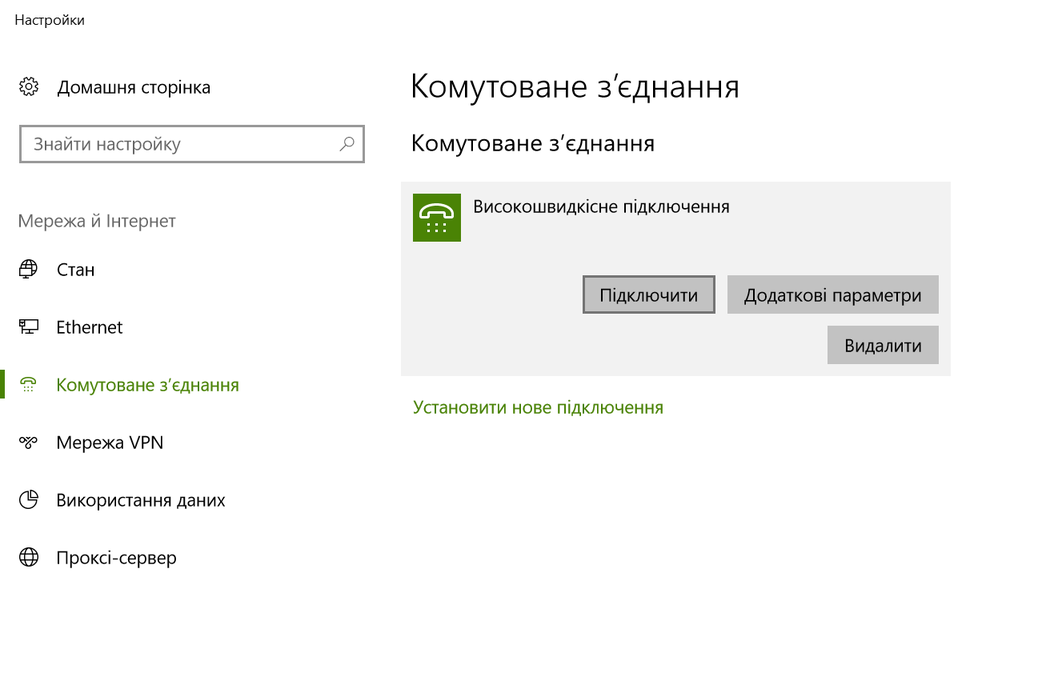 Настройки
Домашня сторінка
Знайти настройку
Мережа й Інтернет
Стан
Ethernet
Комутоване з’єднання
Мережа VPN
Використання даних
Проксі-сервер
Комутоване з’єднання
Комутоване з’єднання
Високошвидкісне підключення
Підключити
Додаткові параметри
Видалити
Установити нове підключення